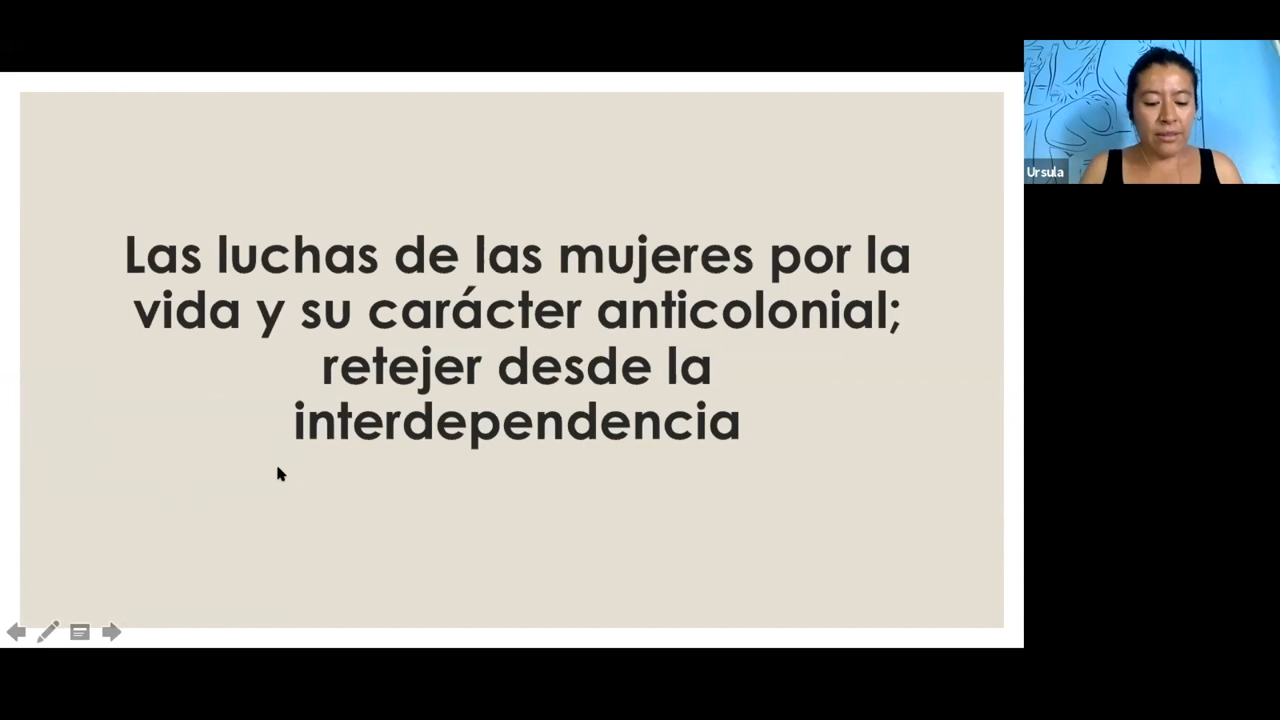 Las luchas de las mujeres por la
vida y su carácter anticolonial;
retejer desde la
interdependencia
Ursula